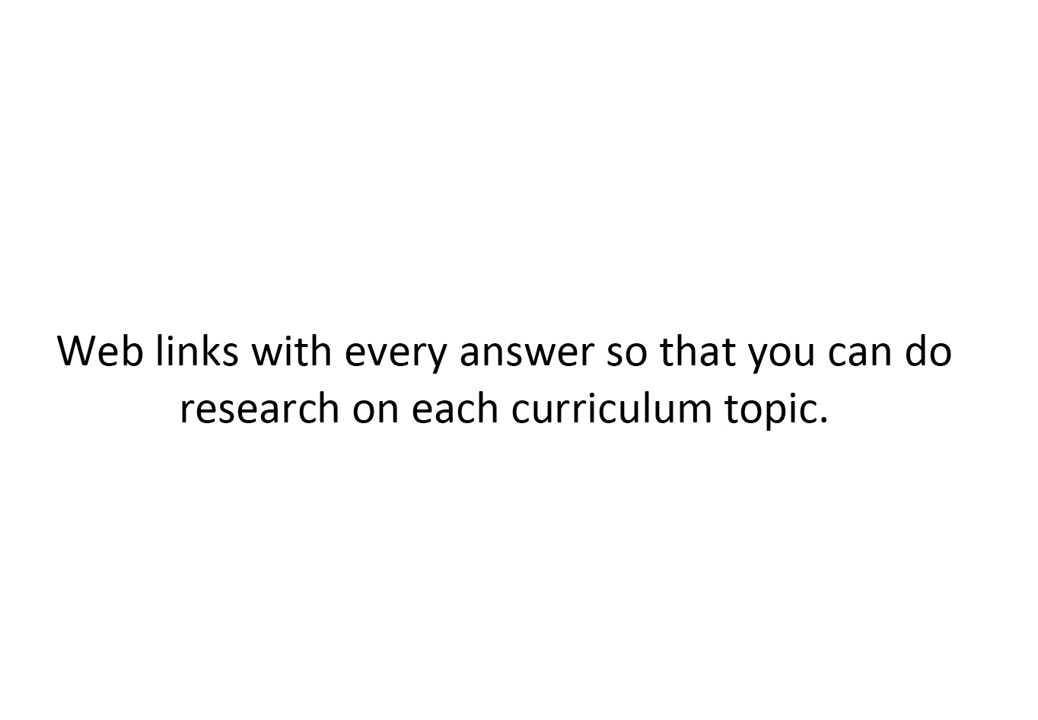 Web links with every answer so that you can do
research on each curriculum topic.